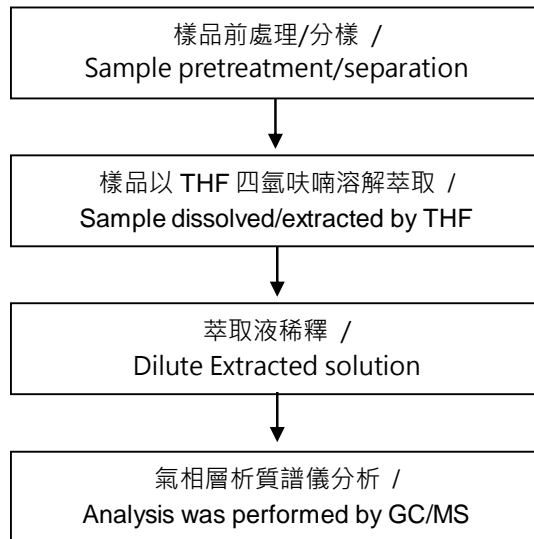 樣品前處理/分樣 /
Sample pretreatment/separation
樣品以 THF 四氫呋喃溶解萃取 /
Sample dissolved/extracted by THF
萃取液稀釋 /
Dilute Extracted solution
氣相層析質譜儀分析 /
Analysis was performed by GC/MS